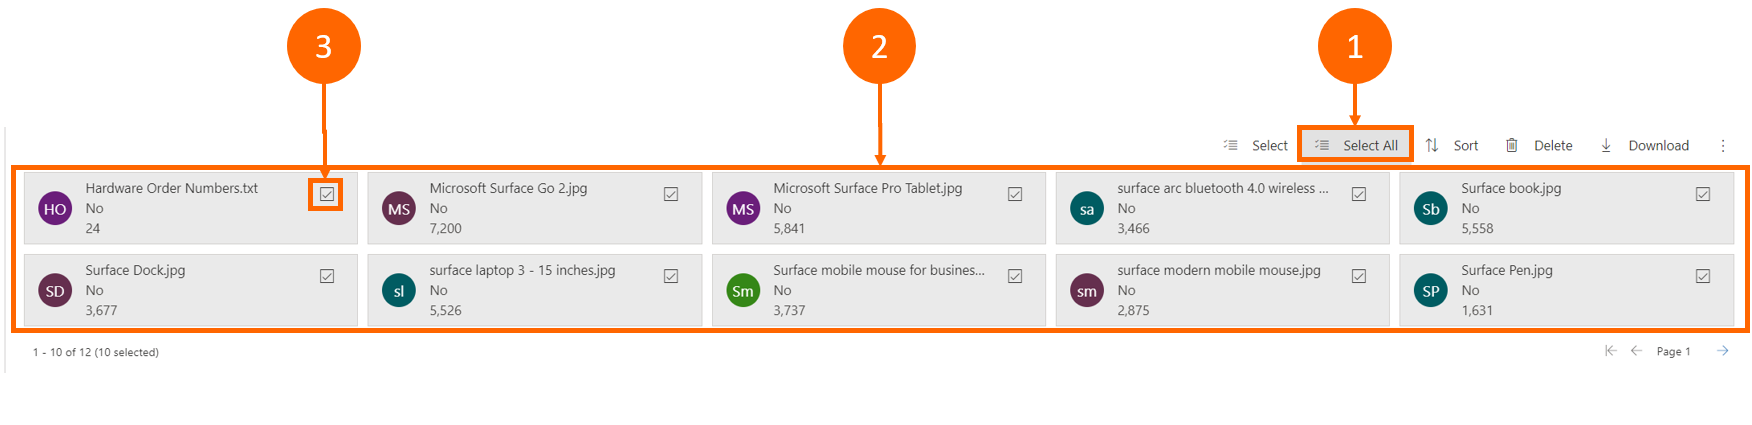 3
2
1
Select
Select All
Sort
Delete
Download
HO
Hardware Order Numbers.txt
No
24
MS
Microsoft Surface Go 2.jpg
No
7,200
MS
Microsoft Surface Pro Tablet.jpg
No
5,841
sa
surface arc bluetooth 4.0 wireless ...
No
3,466
Sb
Surface book.jpg
No
5,558
SD
Surface Dock.jpg
No
3,677
sl
surface laptop 3 - 15 inches.jpg
No
5,526
Sm
Surface mobile mouse for busines...
No
3,737
sm
surface modern mobile mouse.jpg
No
2,875
SP
Surface Pen.jpg
No
1,631
1 - 10 of 12 (10 selected)
Page 1